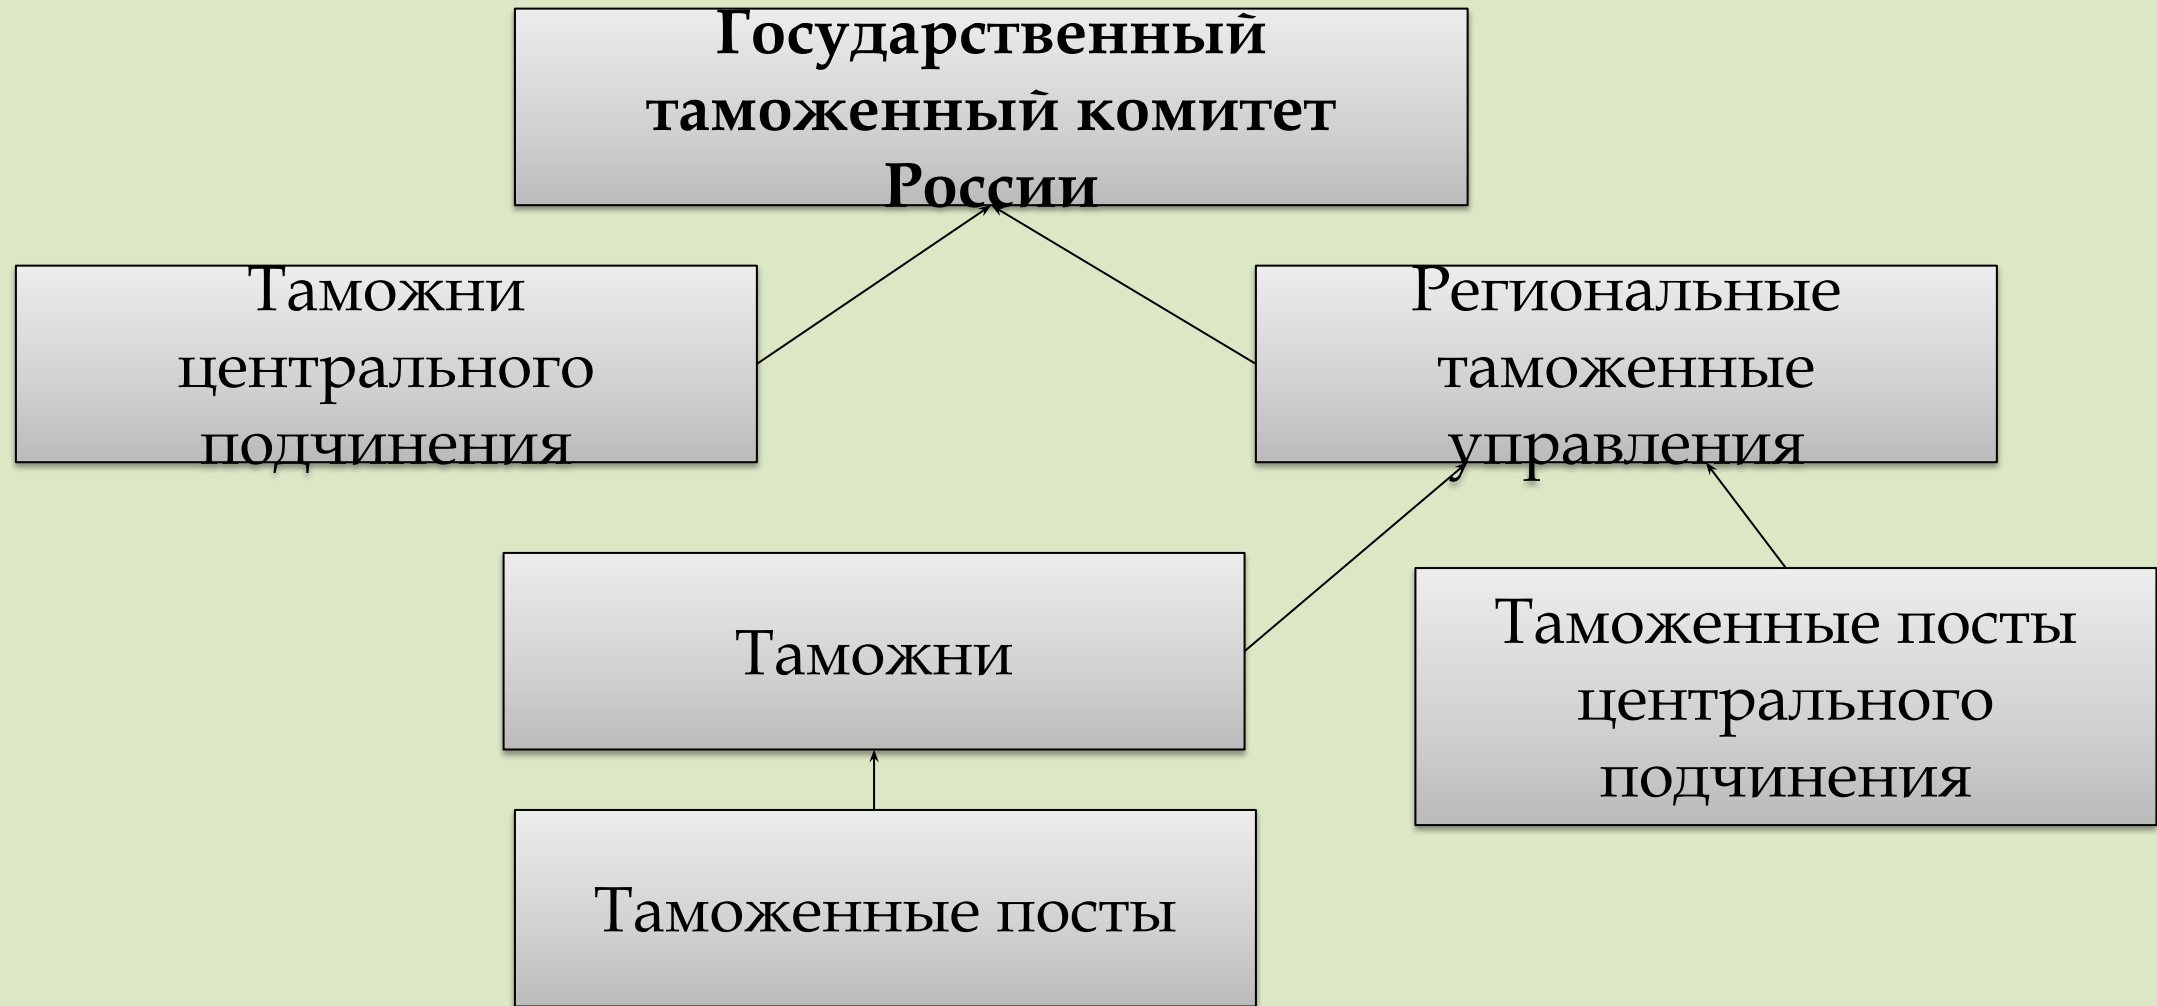 Государственный
таможенный комитет
России
Таможни
центрального
подчинения
Региональные
таможенные
управления
Таможни
Таможенные посты
центрального
подчинения
Таможенные посты